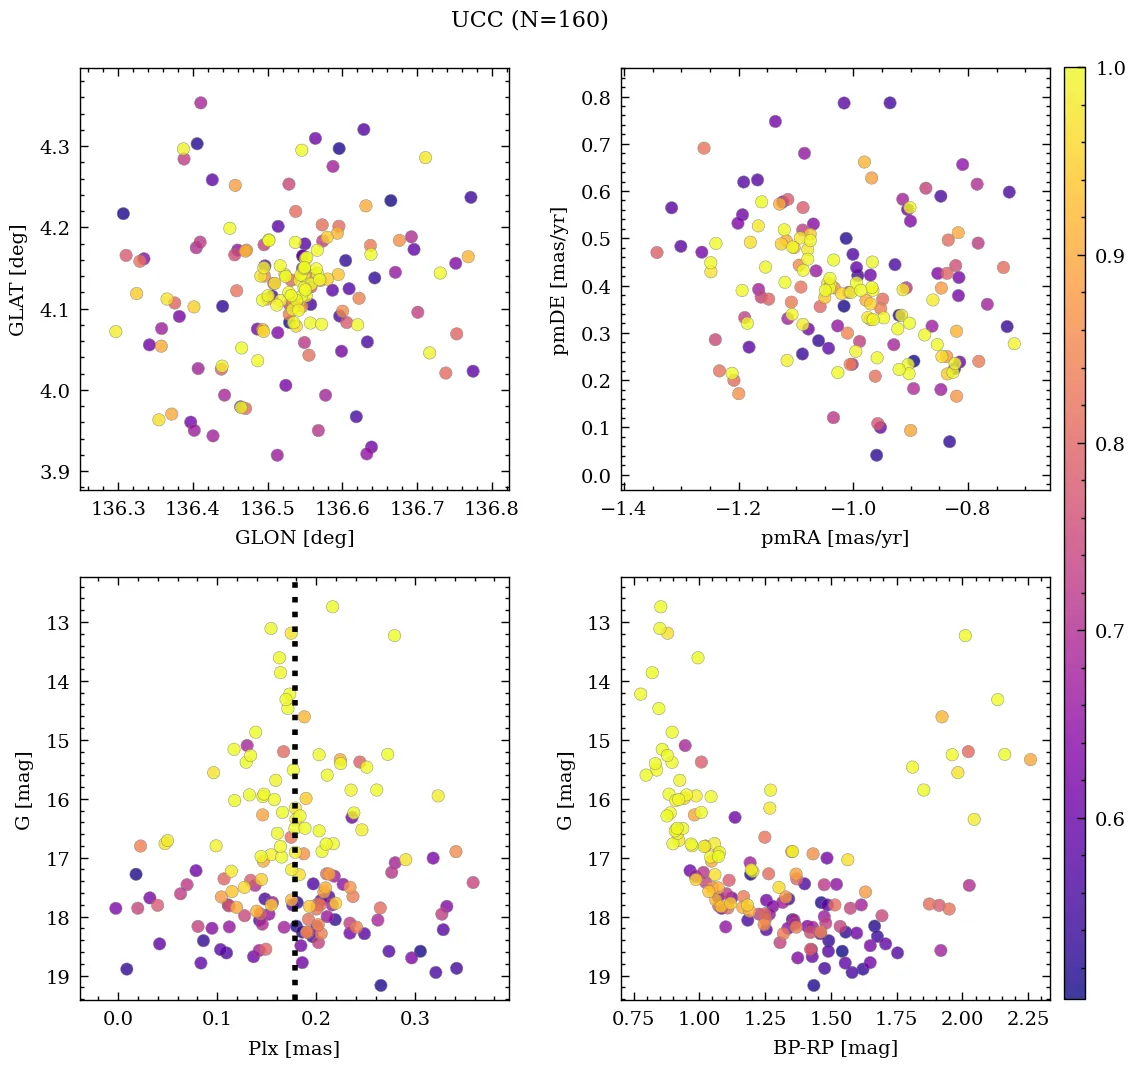 UCC (N=160)
4.3
4.2
4.1
4.0
3.9
GLAT [deg]
136.3 136.4 136.5 136.6 136.7 136.8
GLON [deg]
0.8
0.7
0.6
0.5
0.4
0.3
0.2
0.1
0.0
pmDE [mas/yr]
−1.4 −1.2 −1.0 −0.8
pmRA [mas/yr]
1.0
0.9
0.8
0.7
0.6
13
14
15
16
17
18
19
G [mag]
0.0 0.1 0.2 0.3
Plx [mas]
13
14
15
16
17
18
19
G [mag]
0.75 1.00 1.25 1.50 1.75 2.00 2.25
BP-RP [mag]